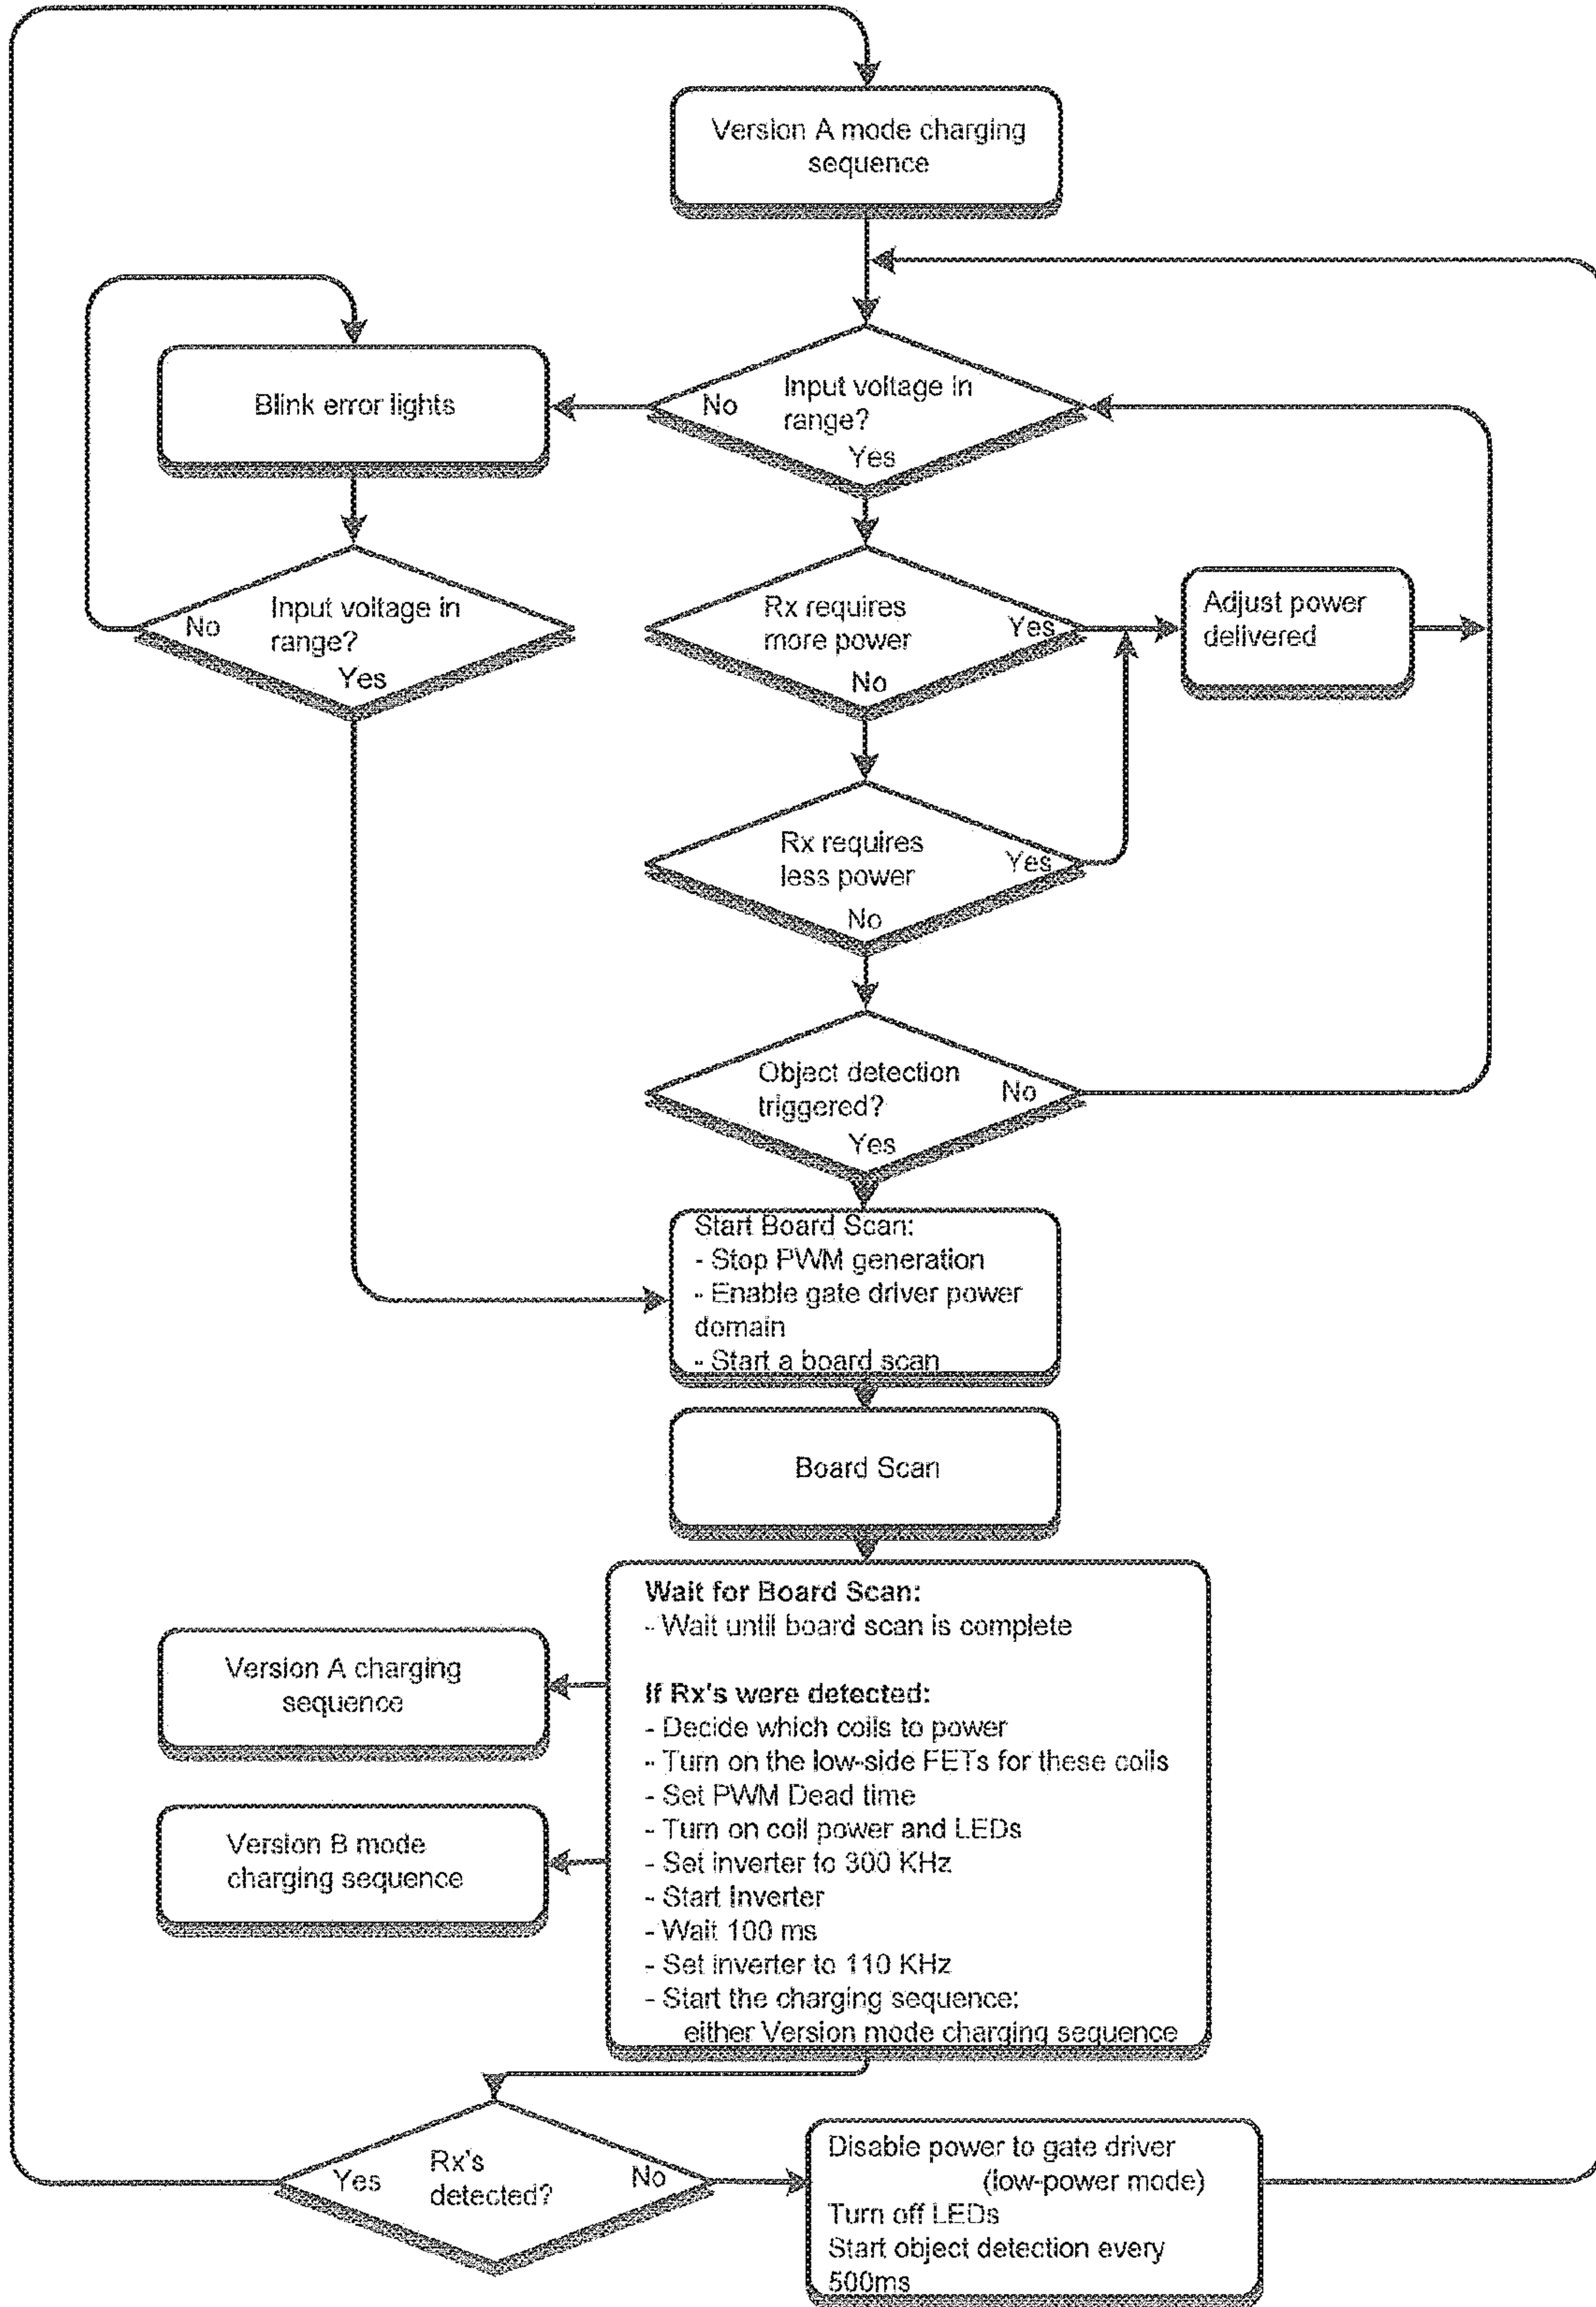 Version A mode charging
sequence
Blink error lights
No
Input voltage in
range?
Yes
No
Input voltage in
range?
Yes
Rx requires
more power
Yes
No
Adjust power
delivered
Rx requires
less power
Yes
No
Object detection
triggered?
No
Yes
Start Board Scan:
- Stop PWM generation
- Enable gate driver power
domain
- Start a board scan
Board Scan
Wait for Board Scan:
- Wait until board scan is complete
If Rx's were detected:
- Decide which coils to power
- Turn on the low-side FETs for these coils
- Set PWM Dead time
- Turn on coil power and LEDs
- Set inverter to 300 KHz
- Start Inverter
- Wait 100 ms
- Set inverter to 110 KHz
- Start the charging sequence:
either Version mode charging sequence
Version A charging
sequence
Version B mode
charging sequence
Yes
Rx's
detected?
No
Disable power to gate driver
(low-power mode)
Turn off LEDs
Start object detection every
500ms